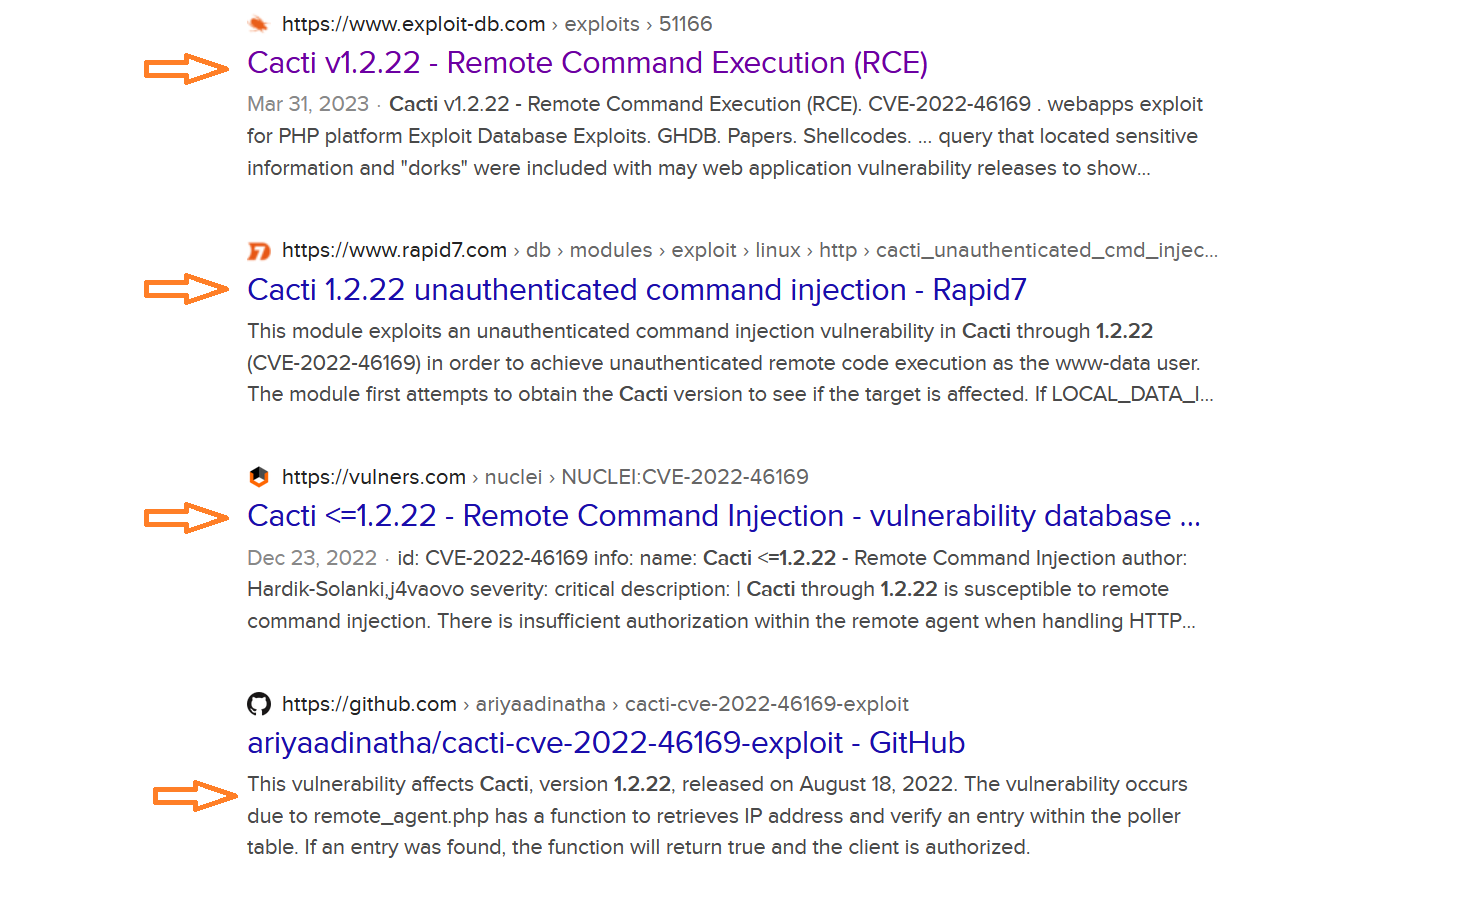 https://www.exploit-db.com › exploits › 51166
Cacti v1.2.22 - Remote Command Execution (RCE)
Mar 31, 2023 · Cacti v1.2.22 - Remote Command Execution (RCE). CVE-2022-46169 . webapps exploit
for PHP platform Exploit Database Exploits. GHDB. Papers. Shellcodes. ... query that located sensitive
information and "dorks" were included with may web application vulnerability releases to show...
https://www.rapid7.com › db › modules › exploit › linux › http › cacti_unauthenticated_cmd_injec...
Cacti 1.2.22 unauthenticated command injection - Rapid7
This module exploits an unauthenticated command injection vulnerability in Cacti through 1.2.22
(CVE-2022-46169) in order to achieve unauthenticated remote code execution as the www-data user.
The module first attempts to obtain the Cacti version to see if the target is affected. If LOCAL_DATA_I...
https://vulners.com › nuclei › NUCLEI:CVE-2022-46169
Cacti <=1.2.22 - Remote Command Injection - vulnerability database ...
Dec 23, 2022 · id: CVE-2022-46169 info: name: Cacti <=1.2.22 - Remote Command Injection author:
Hardik-Solanki,j4vaovo severity: critical description: | Cacti through 1.2.22 is susceptible to remote
command injection. There is insufficient authorization within the remote agent when handling HTTP...
https://github.com › ariyaadinatha › cacti-cve-2022-46169-exploit
ariyaadinatha/cacti-cve-2022-46169-exploit - GitHub
This vulnerability affects Cacti, version 1.2.22, released on August 18, 2022. The vulnerability occurs
due to remote_agent.php has a function to retrieves IP address and verify an entry within the poller
table. If an entry was found, the function will return true and the client is authorized.